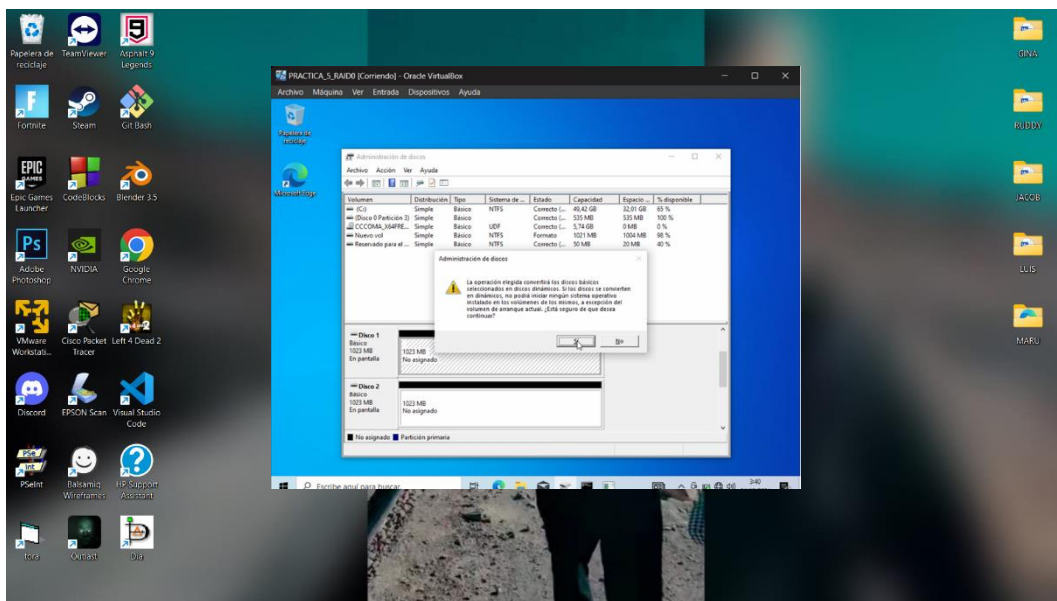 Papelera de reciclaje
TeamViewer
Asphalt 9 Legends
Fortnite
Steam
Git Bash
Epic Games Launcher
CodeBlocks
Blender 3.5
Adobe Photoshop
NVIDIA
Google Chrome
VMware Workstati...
Cisco Packet Tracer
Left 4 Dead 2
Discord
EPSON Scan
Visual Studio Code
PSeInt
Balsamiq Wireframes
HP Support Assistant
tora
Outlast
Dia
GINA
RUDDY
JACOB
LUIS
MARU
PRACTICA_5_RAID0 [Corriendo] - Oracle VirtualBox
Archivo Máquina Ver Entrada Dispositivos Ayuda
Papelera de reciclaje
Microsoft Edge
Administración de discos
Archivo Acción Ver Ayuda
Volumen Distribución Tipo Sistema de ... Estado Capacidad Espacio ... % disponible
(C:) Simple Básico NTFS Correcto (... 49,42 GB 32,01 GB 65 %
(Disco 0 Partición 3) Simple Básico Correcto (... 535 MB 535 MB 100 %
CCCOMA_X64FRE... Simple Básico UDF Correcto (... 5,74 GB 0 MB 0 %
Nuevo vol Simple Básico NTFS Formato 1021 MB 1004 MB 98 %
Reservado para el ... Simple Básico NTFS Correcto (... 50 MB 20 MB 40 %
Administración de discos
La operación elegida convertirá los discos básicos
seleccionados en discos dinámicos. Si los discos se convierten
en dinámicos, no podrá iniciar ningún sistema operativo
instalado en los volúmenes de los mismos, a excepción del
volumen de arranque actual. ¿Está seguro de que desea
continuar?
No
Disco 1
Básico
1023 MB
En pantalla
1023 MB
No asignado
Disco 2
Básico
1023 MB
En pantalla
1023 MB
No asignado
No asignado Partición primaria
Escribe aquí para buscar.
3:40